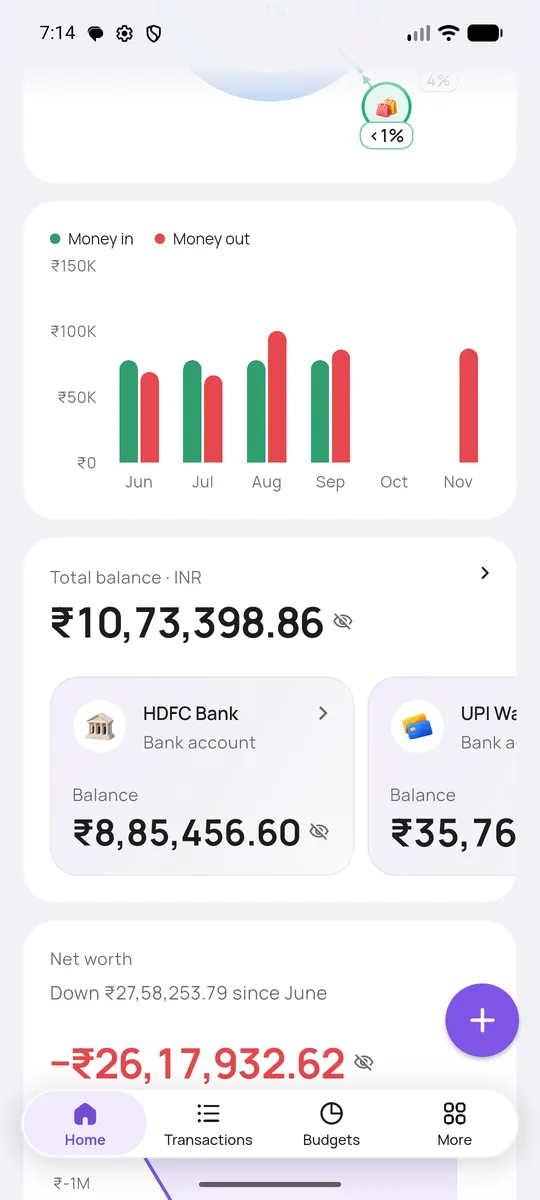 7:14
4%
<1%
Money in Money out
₹150K
₹100K
₹50K
₹0
Jun Jul Aug Sep Oct Nov
Total balance · INR
₹10,73,398.86
HDFC Bank
Bank account
Balance
₹8,85,456.60
UPI Wa
Bank a
Balance
₹35,76
Net worth
Down ₹27,58,253.79 since June
−₹26,17,932.62
Home Transactions Budgets More
₹-1M